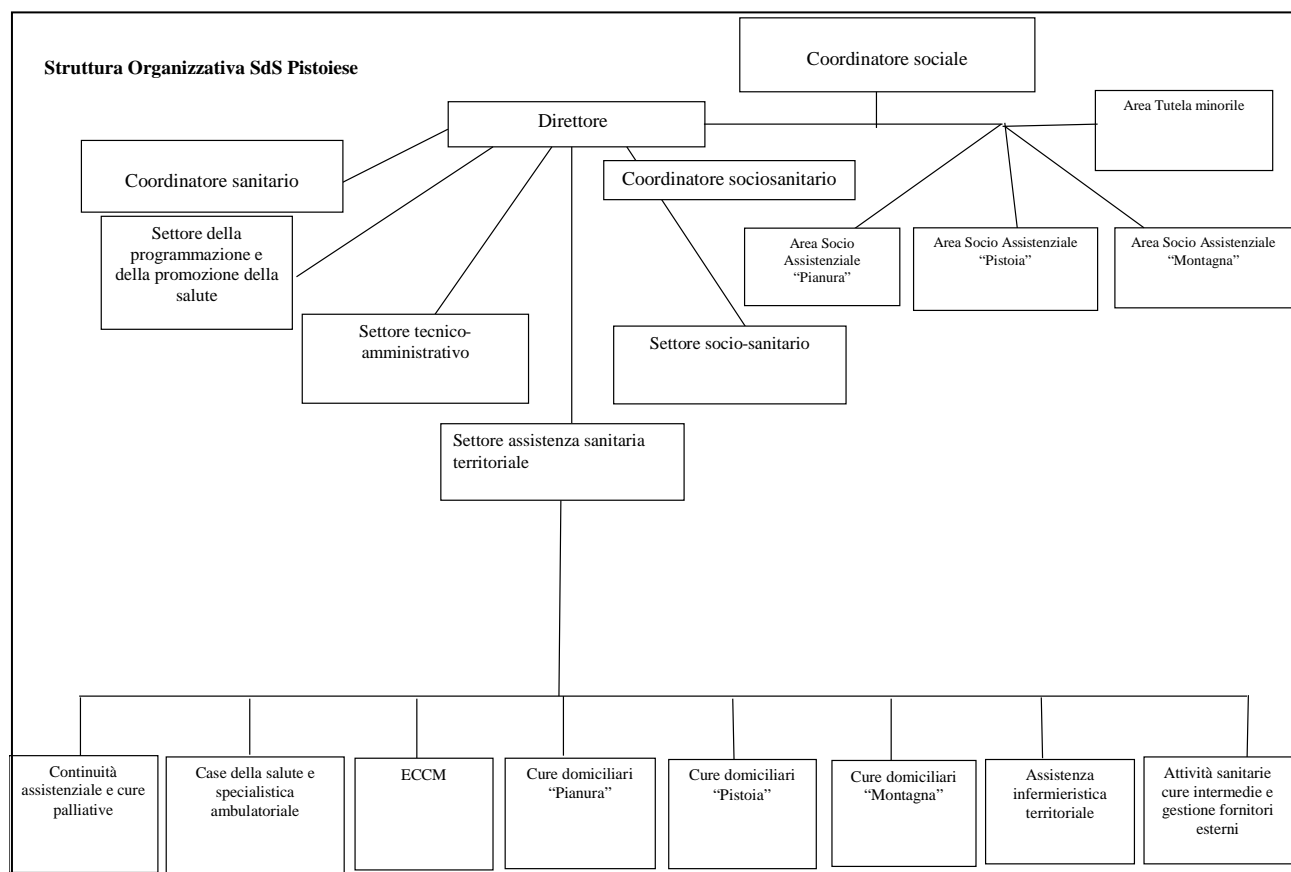 Struttura Organizzativa SdS Pistoiese
Coordinatore sociale
Area Tutela minorile
Direttore
Coordinatore sanitario
Coordinatore sociosanitario
Settore della
programmazione e
della promozione della
salute
Area Socio
Assistenziale
“Pianura”
Area Socio Assistenziale
“Pistoia”
Area Socio Assistenziale
“Montagna”
Settore tecnico-
amministrativo
Settore socio-sanitario
Settore assistenza sanitaria
territoriale
Continuità
assistenziale e cure
palliative
Case della salute e
specialistica
ambulatoriale
ECCM
Cure domiciliari
“Pianura”
Cure domiciliari
“Pistoia”
Cure domiciliari
“Montagna”
Assistenza
infermieristica
territoriale
Attività sanitarie
cure intermedie e
gestione fornitori
esterni